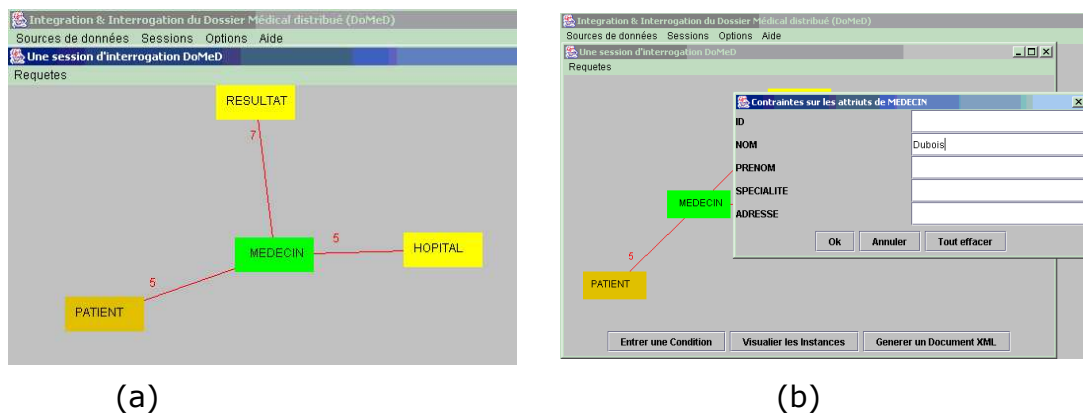 Integration & Interrogation du Dossier Médical distribué (DoMeD)
Sources de données Sessions Options Aide
Une session d'interrogation DoMeD
Requetes
RESULTAT
7
MEDECIN
5
HOPITAL
5
PATIENT
(a)
Integration & Interrogation du Dossier Médical distribué (DoMeD)
Sources de données Sessions Options Aide
Une session d'interrogation DoMeD
Requetes
Contraintes sur les attriuts de MEDECIN
ID
NOM Dubois
PRENOM
SPECIALITE
ADRESSE
Ok Annuler Tout effacer
MEDECIN
5
PATIENT
Entrer une Condition Visualier les Instances Generer un Document XML
(b)